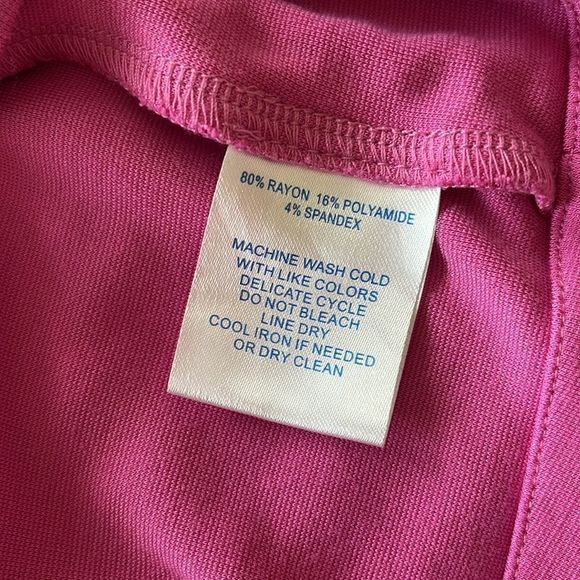 80% RAYON 16% POLYAMIDE
4% SPANDEX
MACHINE WASH COLD
WITH LIKE COLORS
DELICATE CYCLE
DO NOT BLEACH
LINE DRY
COOL IRON IF NEEDED
OR DRY CLEAN